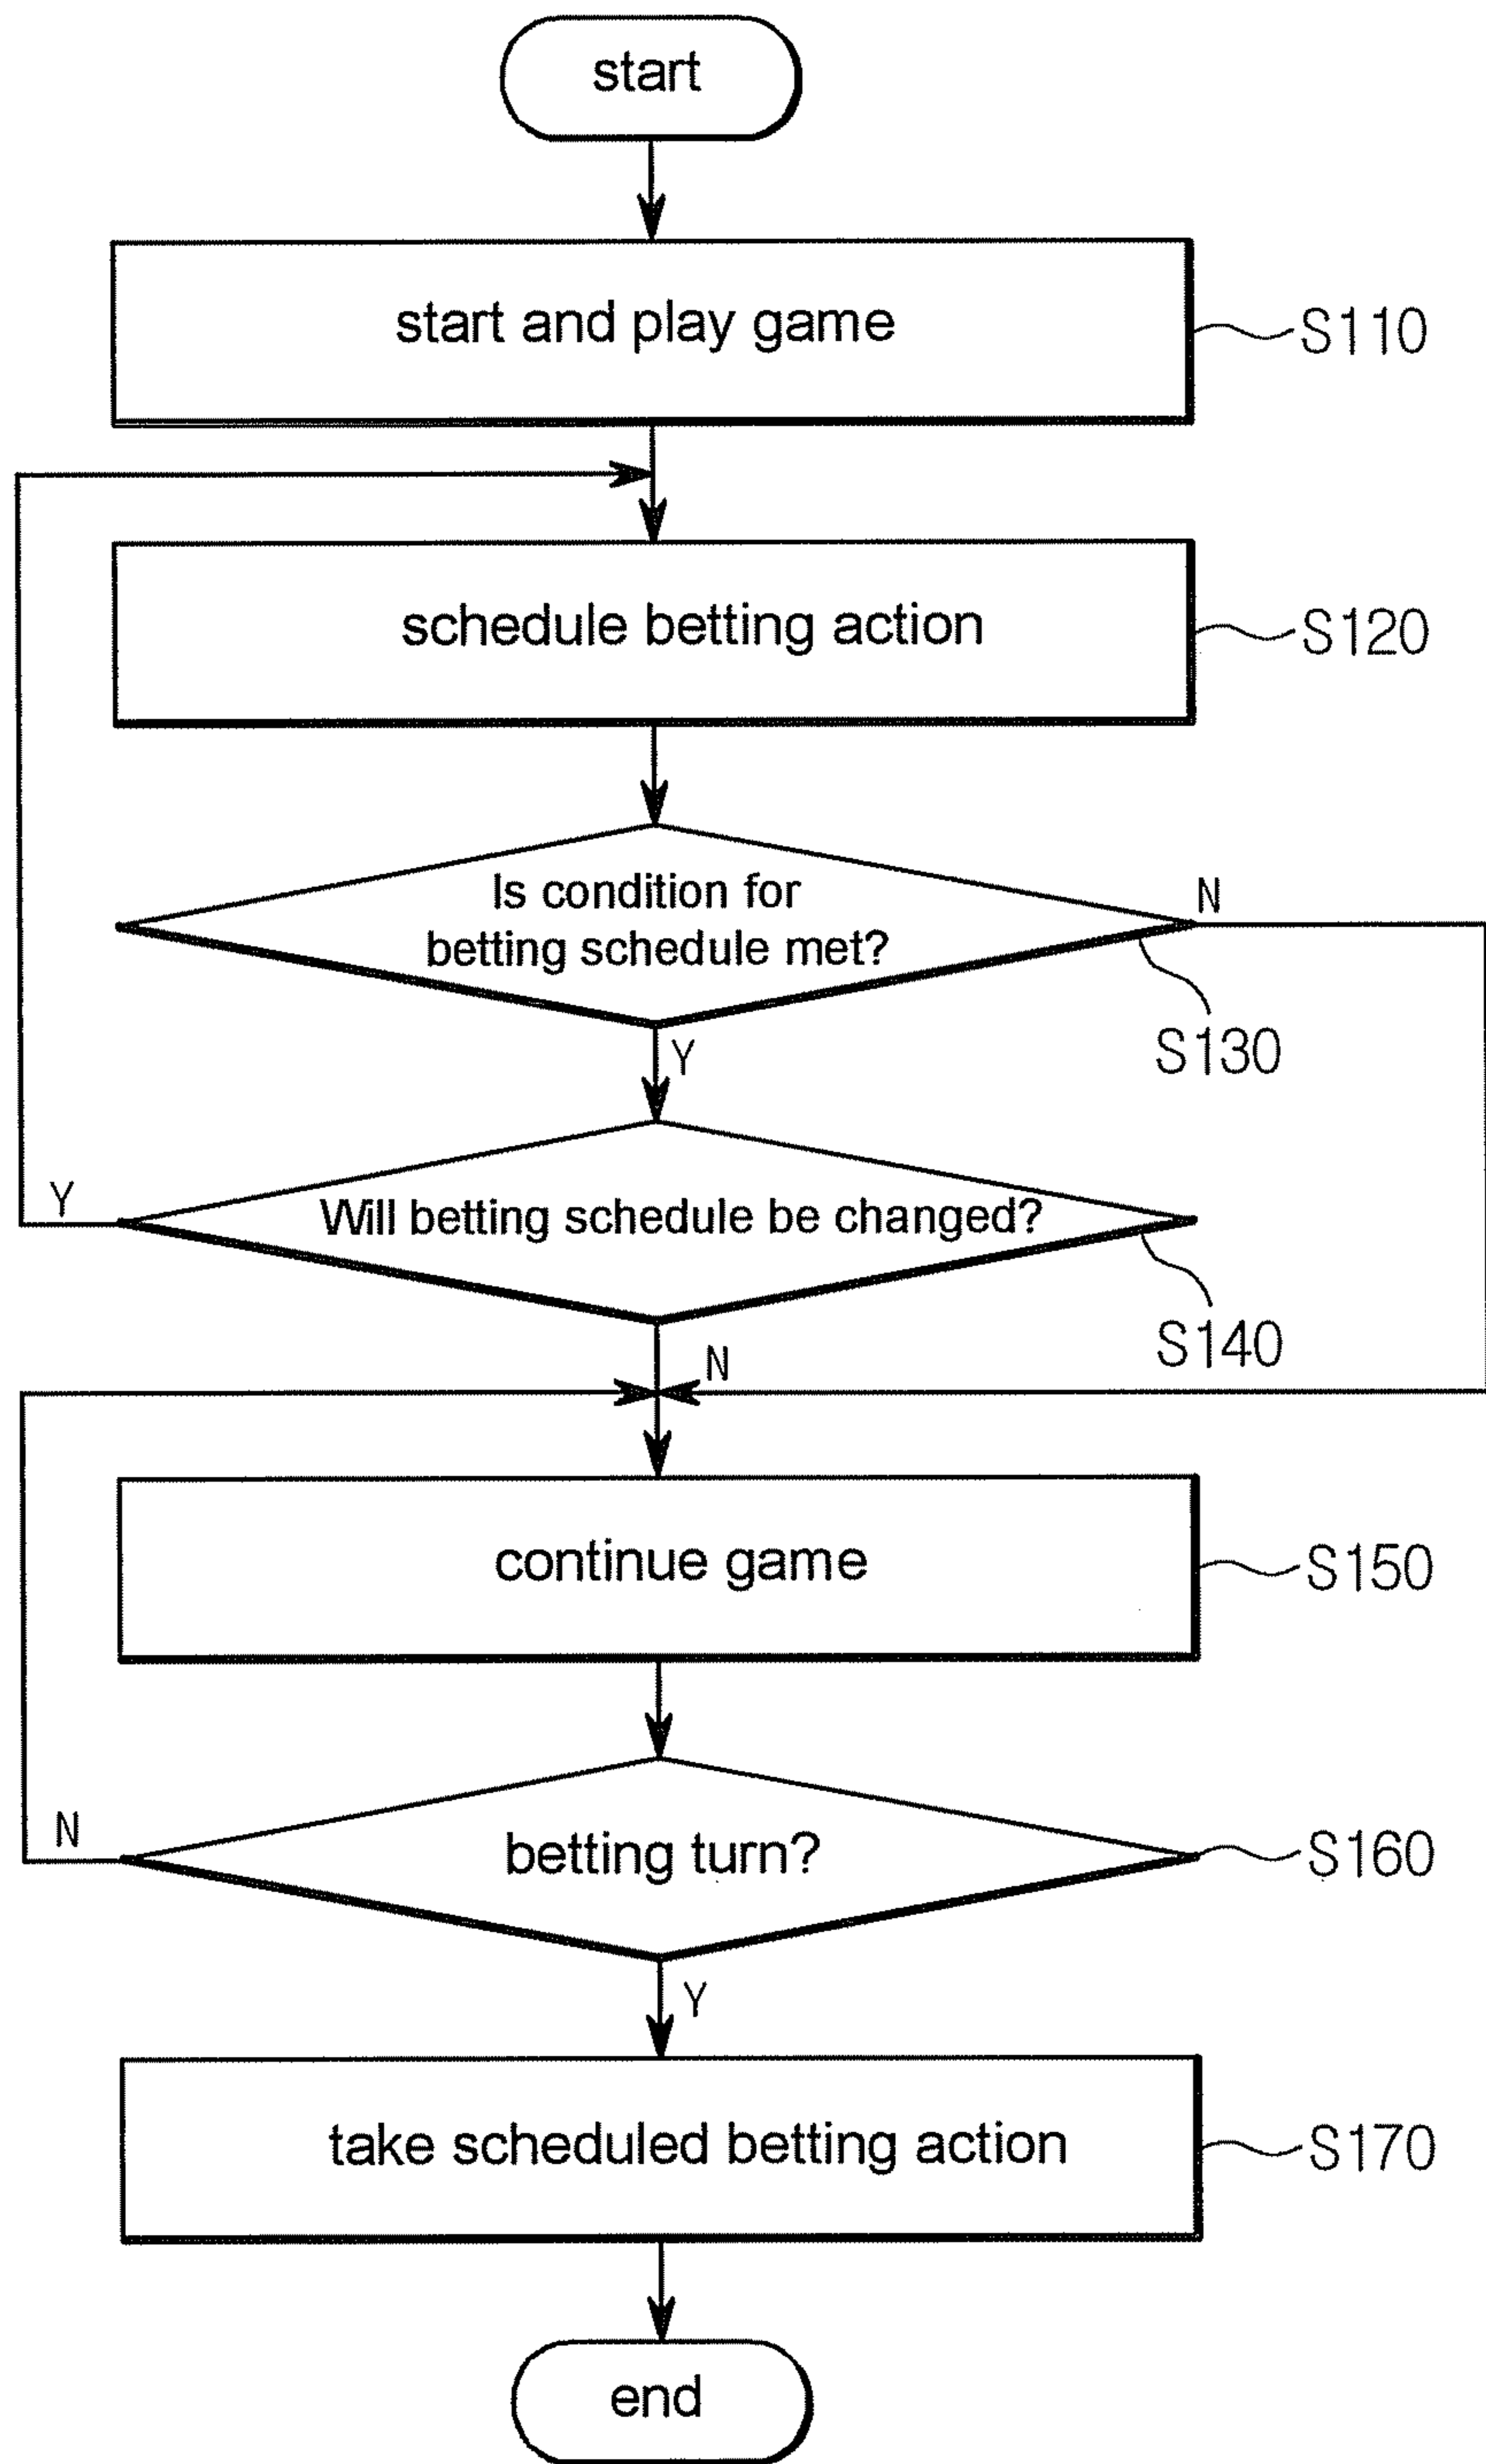 start
start and play game
S110
schedule betting action
S120
Is condition for
betting schedule met?
N
S130
Y
Will betting schedule be changed?
Y
S140
N
continue game
S150
betting turn?
N
S160
Y
take scheduled betting action
S170
end